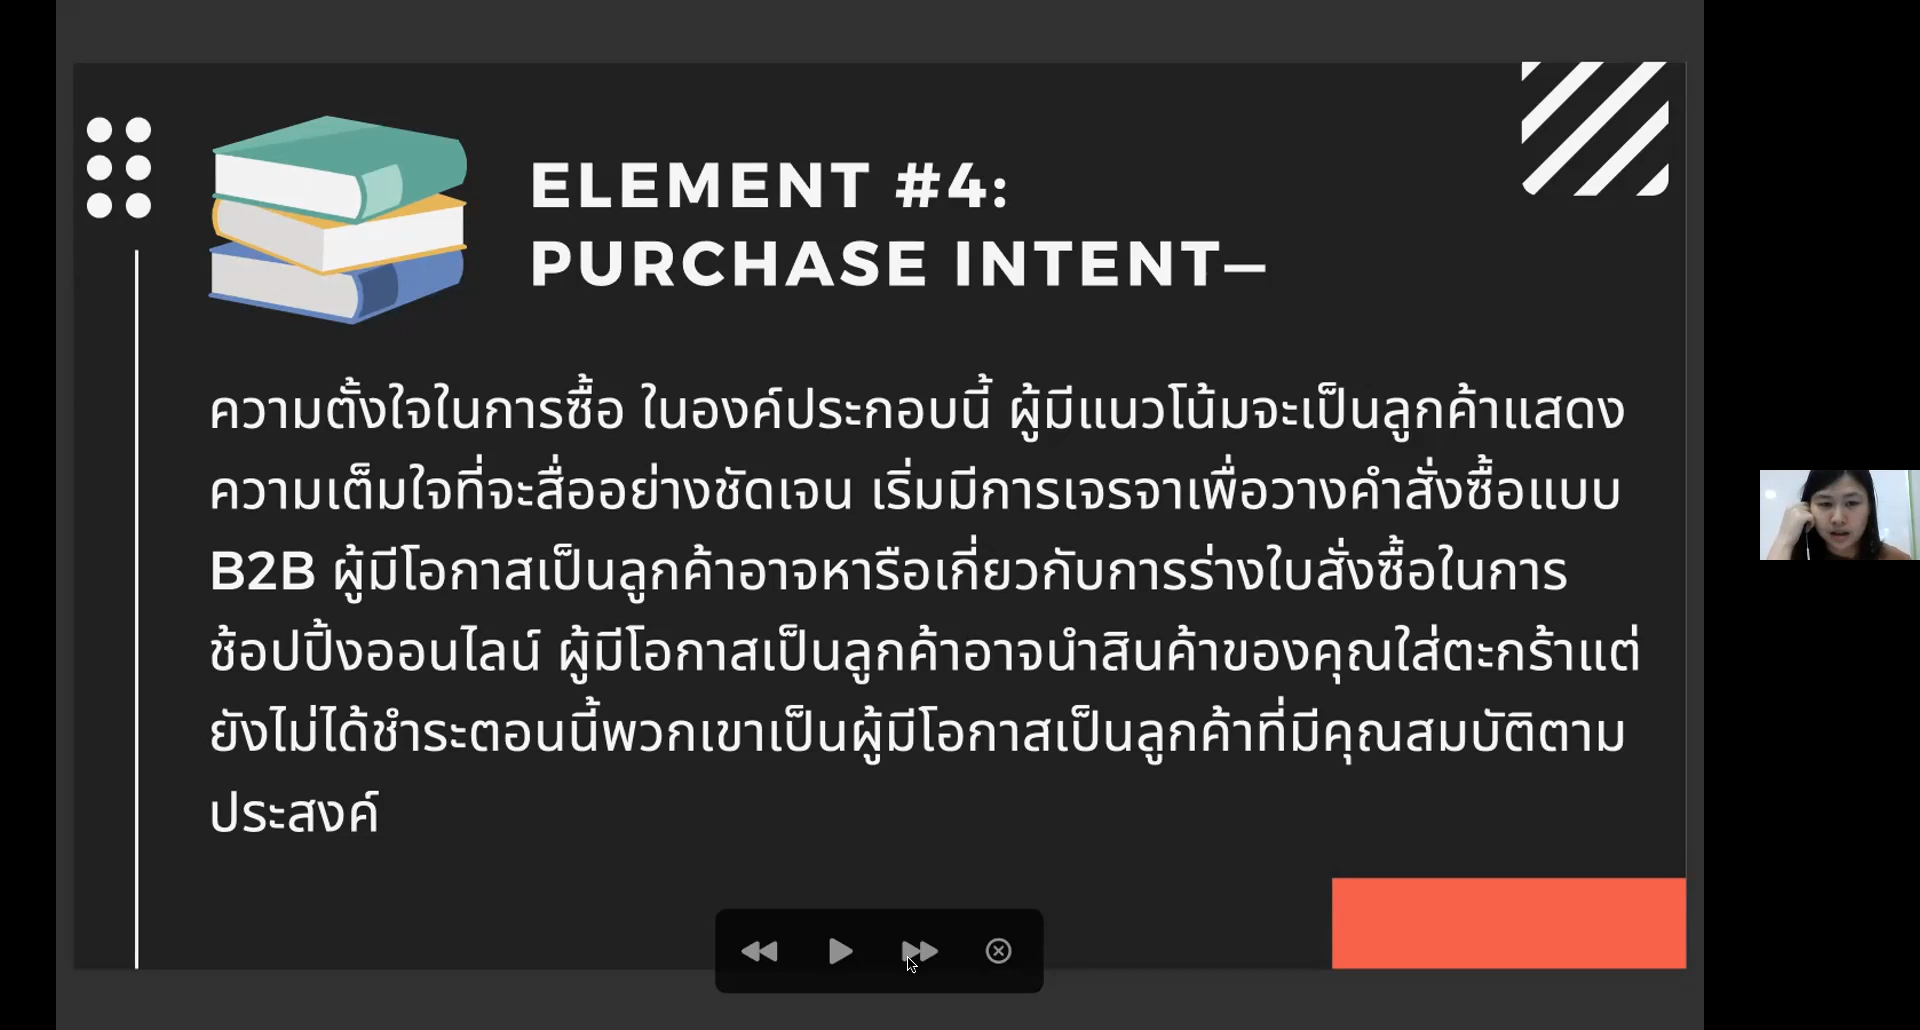 ELEMENT #4:
PURCHASE INTENT—
ความตั้งใจในการซื้อ ในองค์ประกอบนี้ ผู้มีแนวโน้มจะเป็นลูกค้าแสดง
ความเต็มใจที่จะสื่ออย่างชัดเจน เริ่มมีการเจรจาเพื่อวางคำสั่งซื้อแบบ
B2B ผู้มีโอกาสเป็นลูกค้าอาจหารือเกี่ยวกับการร่างใบสั่งซื้อในการ
ช้อปปิ้งออนไลน์ ผู้มีโอกาสเป็นลูกค้าอาจนำสินค้าของคุณใส่ตะกร้าแต่
ยังไม่ได้ชำระตอนนี้พวกเขาเป็นผู้มีโอกาสเป็นลูกค้าที่มีคุณสมบัติตาม
ประสงค์